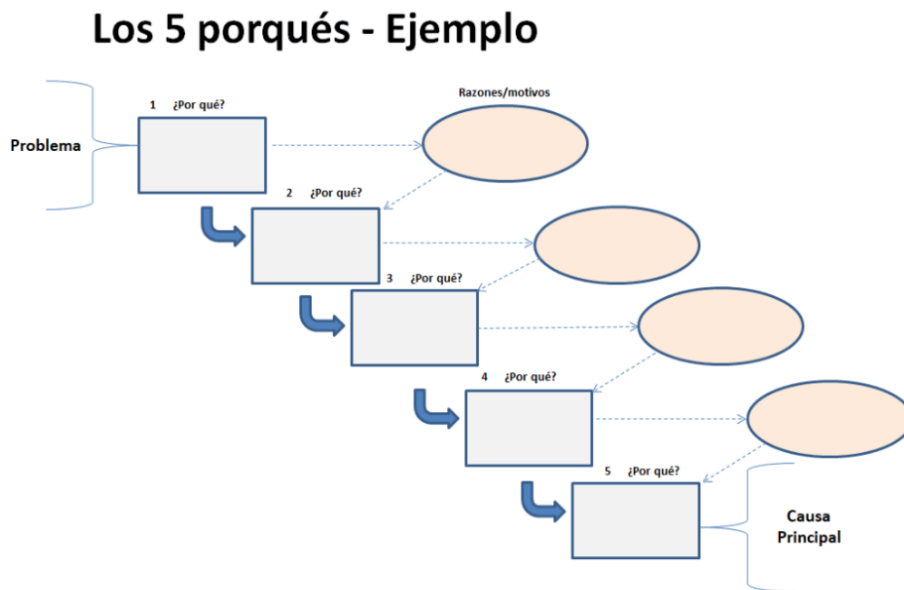 Los 5 porqués - Ejemplo
Razones/motivos
1 ¿Por qué?
Problema
2 ¿Por qué?
3 ¿Por qué?
4 ¿Por qué?
5 ¿Por qué?
Causa
Principal